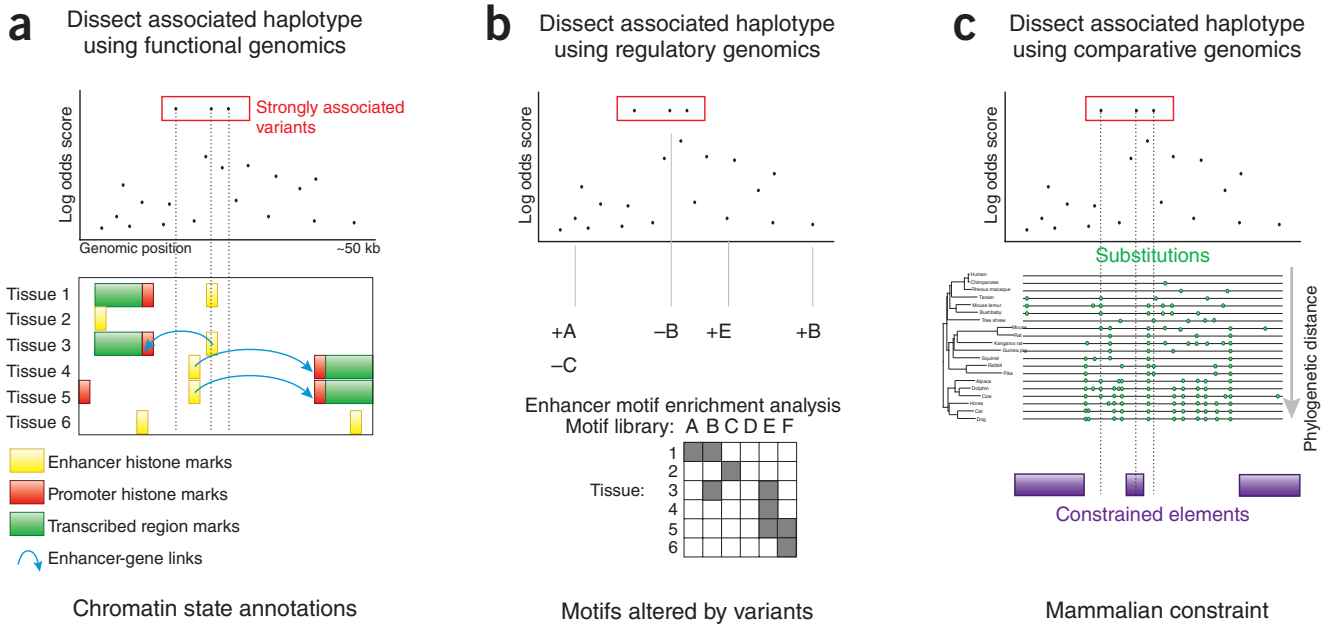 a
Dissect associated haplotype
using functional genomics
Log odds score
Strongly associated
variants
Genomic position
~50 kb
Tissue 1
Tissue 2
Tissue 3
Tissue 4
Tissue 5
Tissue 6
Enhancer histone marks
Promoter histone marks
Transcribed region marks
Enhancer-gene links
Chromatin state annotations
b
Dissect associated haplotype
using regulatory genomics
Log odds score
+A
–C
–B
+E
+B
Enhancer motif enrichment analysis
Motif library: A B C D E F
Tissue:
1
2
3
4
5
6
Motifs altered by variants
c
Dissect associated haplotype
using comparative genomics
Log odds score
Substitutions
Human
Chimpanase
Rhesus macaque
Tarsier
Mouse lemur
Bushbaby
Tree shrew
Mouse
Rat
Kangaroo rat
Guinea pig
Squirrel
Rabbit
Pika
Alpaca
Dolphin
Cow
Horse
Cat
Dog
Phylogenetic distance
Constrained elements
Mammalian constraint